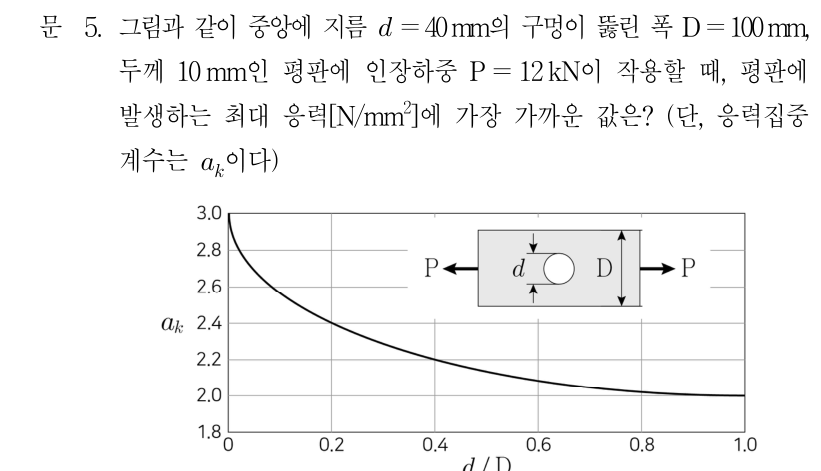 문 5. 그림과 같이 중앙에 지름 d = 40 mm의 구멍이 뚫린 폭 D = 100 mm,
두께 10 mm인 평판에 인장하중 P = 12 kN이 작용할 때, 평판에
발생하는 최대 응력[N/mm²]에 가장 가까운 값은? (단, 응력집중
계수는 aₖ이다)
3.0
2.8
P d D P
2.6
aₖ 2.4
2.2
2.0
1.8
0 0.2 0.4 0.6 0.8 1.0
d / D